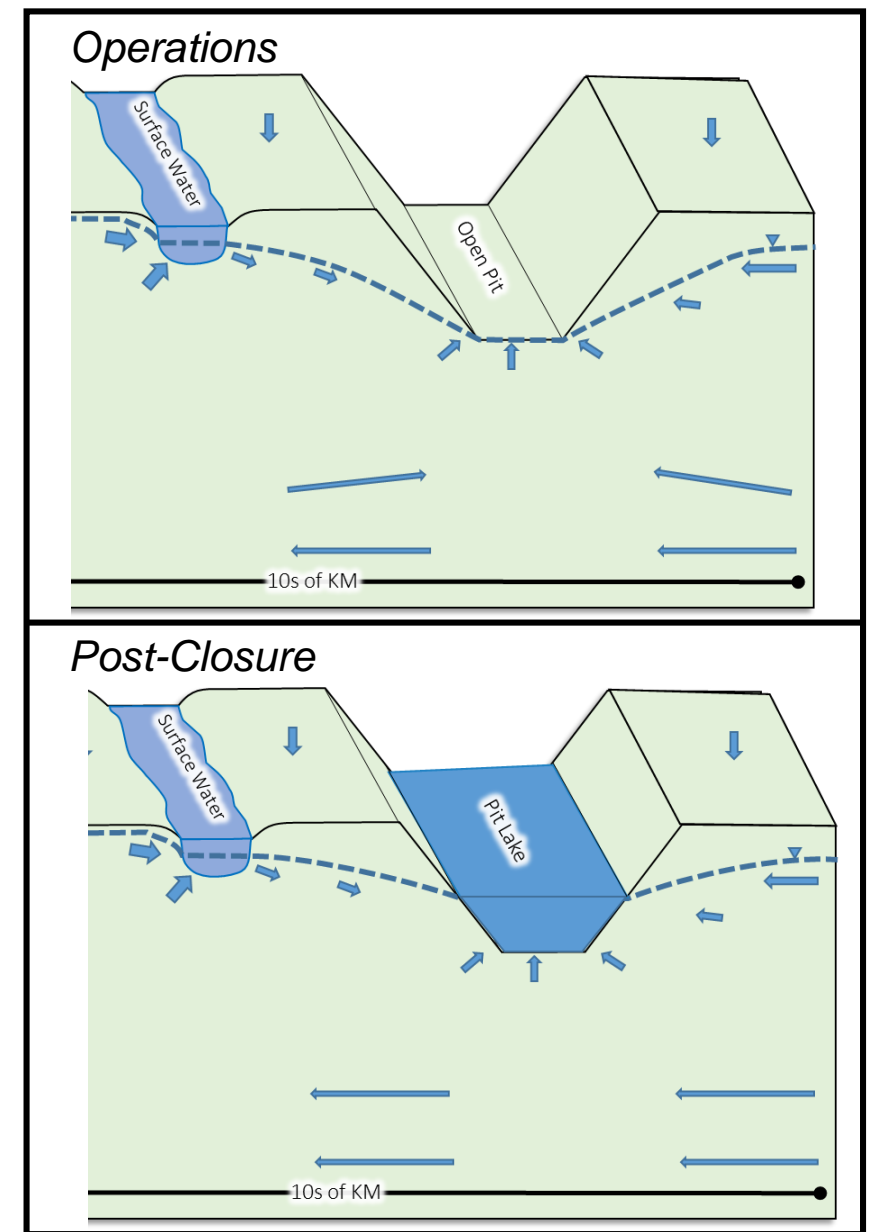 Operations
Surface Water
Open Pit
10s of KM
Post-Closure
Surface Water
Pit Lake
10s of KM